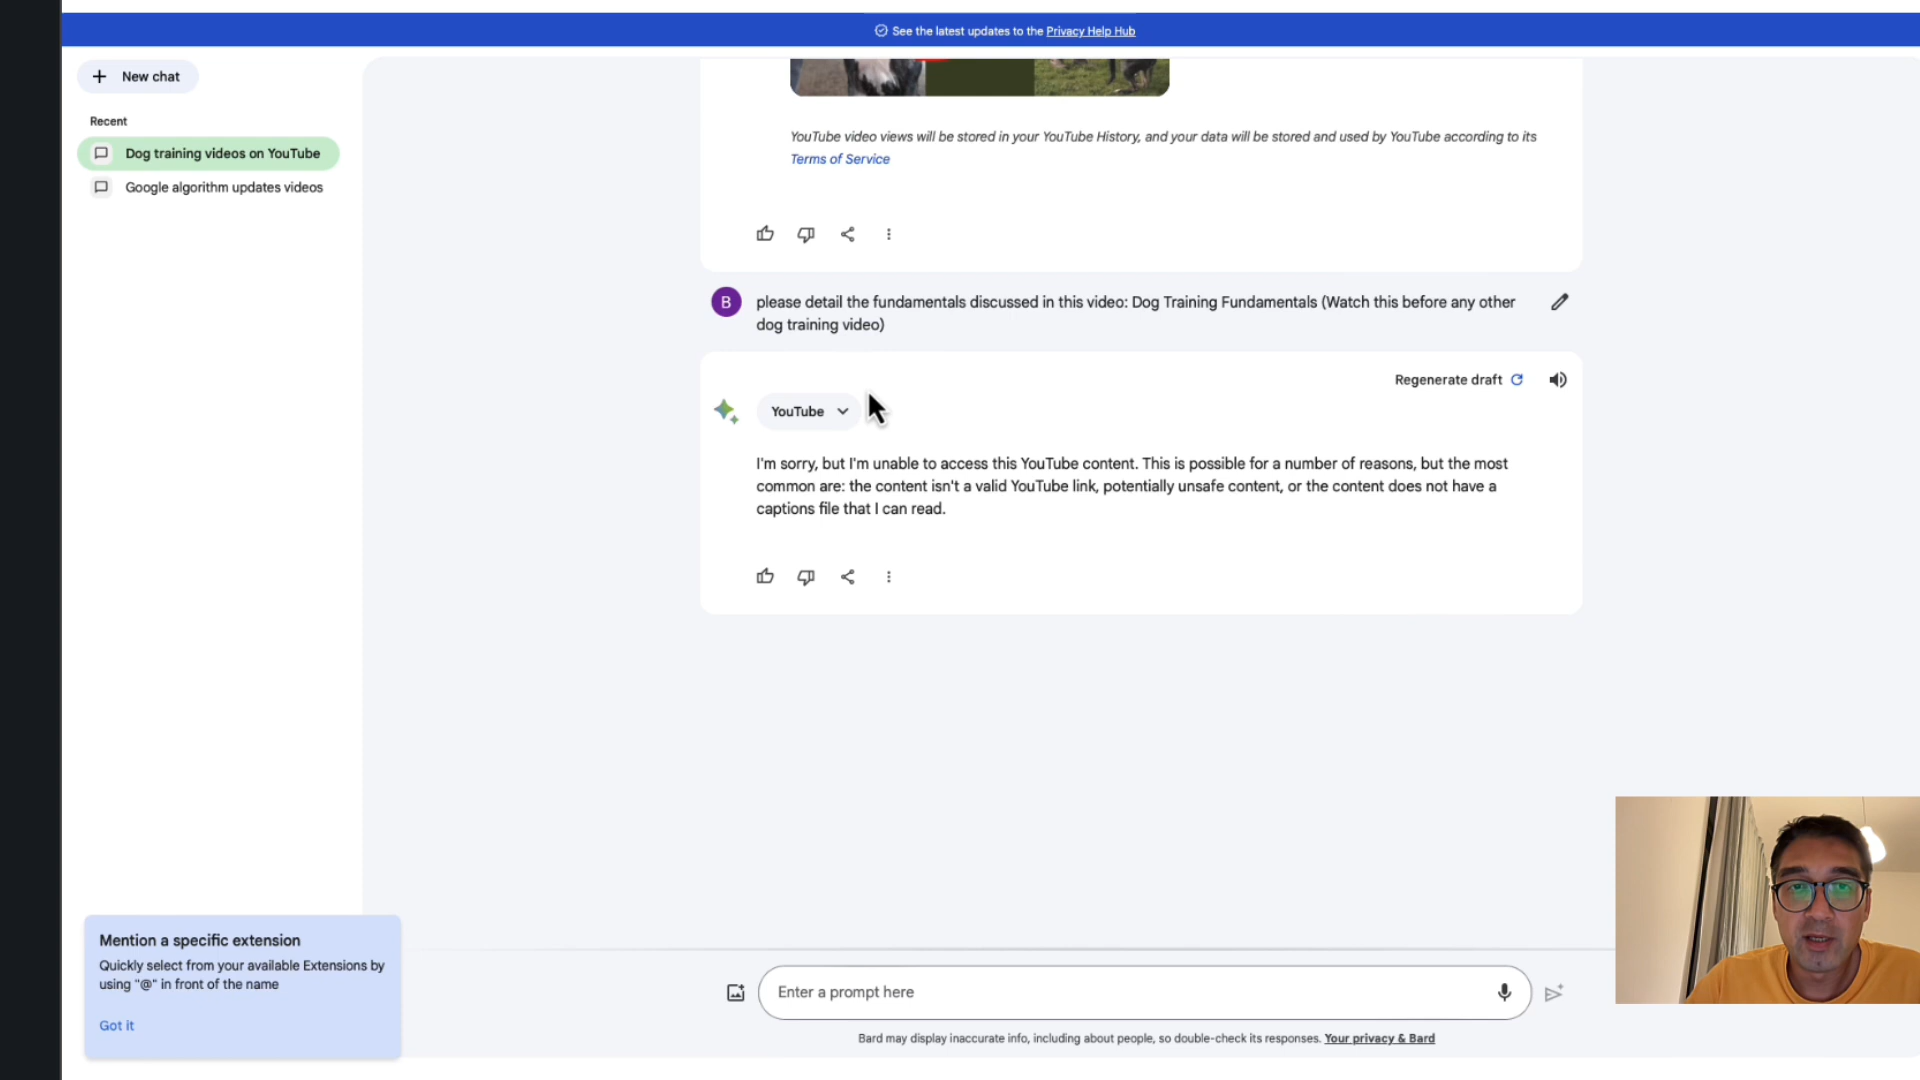 See the latest updates to the Privacy Help Hub
New chat
Recent
Dog training videos on YouTube
Google algorithm updates videos
YouTube video views will be stored in your YouTube History, and your data will be stored and used by YouTube according to its
Terms of Service
B
please detail the fundamentals discussed in this video: Dog Training Fundamentals (Watch this before any other
dog training video)
Regenerate draft
YouTube
I'm sorry, but I'm unable to access this YouTube content. This is possible for a number of reasons, but the most
common are: the content isn't a valid YouTube link, potentially unsafe content, or the content does not have a
captions file that I can read.
Mention a specific extension
Quickly select from your available Extensions by
using "@" in front of the name
Got it
Enter a prompt here
Bard may display inaccurate info, including about people, so double-check its responses. Your privacy & Bard